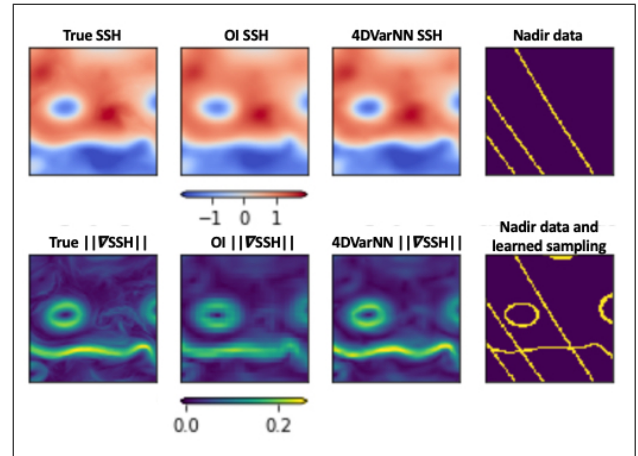 True SSH OI SSH 4DVarNN SSH Nadir data
−1 0 1
True ||∇SSH|| OI ||∇SSH|| 4DVarNN ||∇SSH|| Nadir data and
learned sampling
0.0 0.2